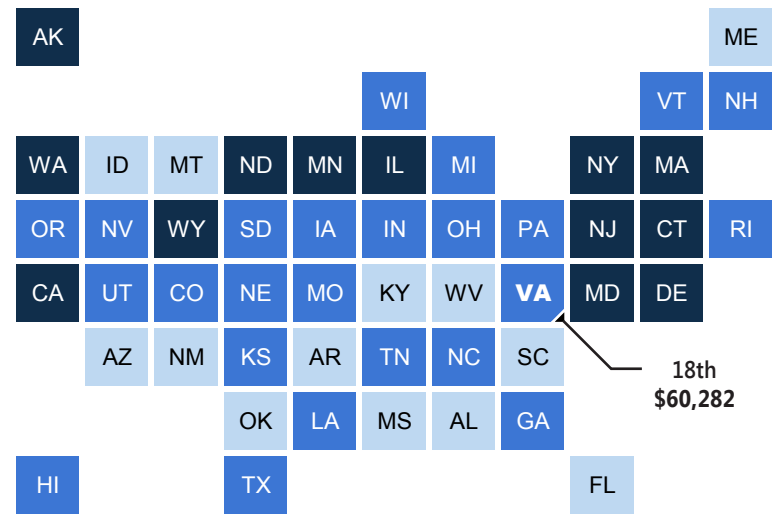 AK ME
WI VT NH
WA ID MT ND MN IL MI NY MA
OR NV WY SD IA IN OH PA NJ CT RI
CA UT CO NE MO KY WV VA MD DE
AZ NM KS AR TN NC SC
18th
$60,282
OK LA MS AL GA
HI TX FL